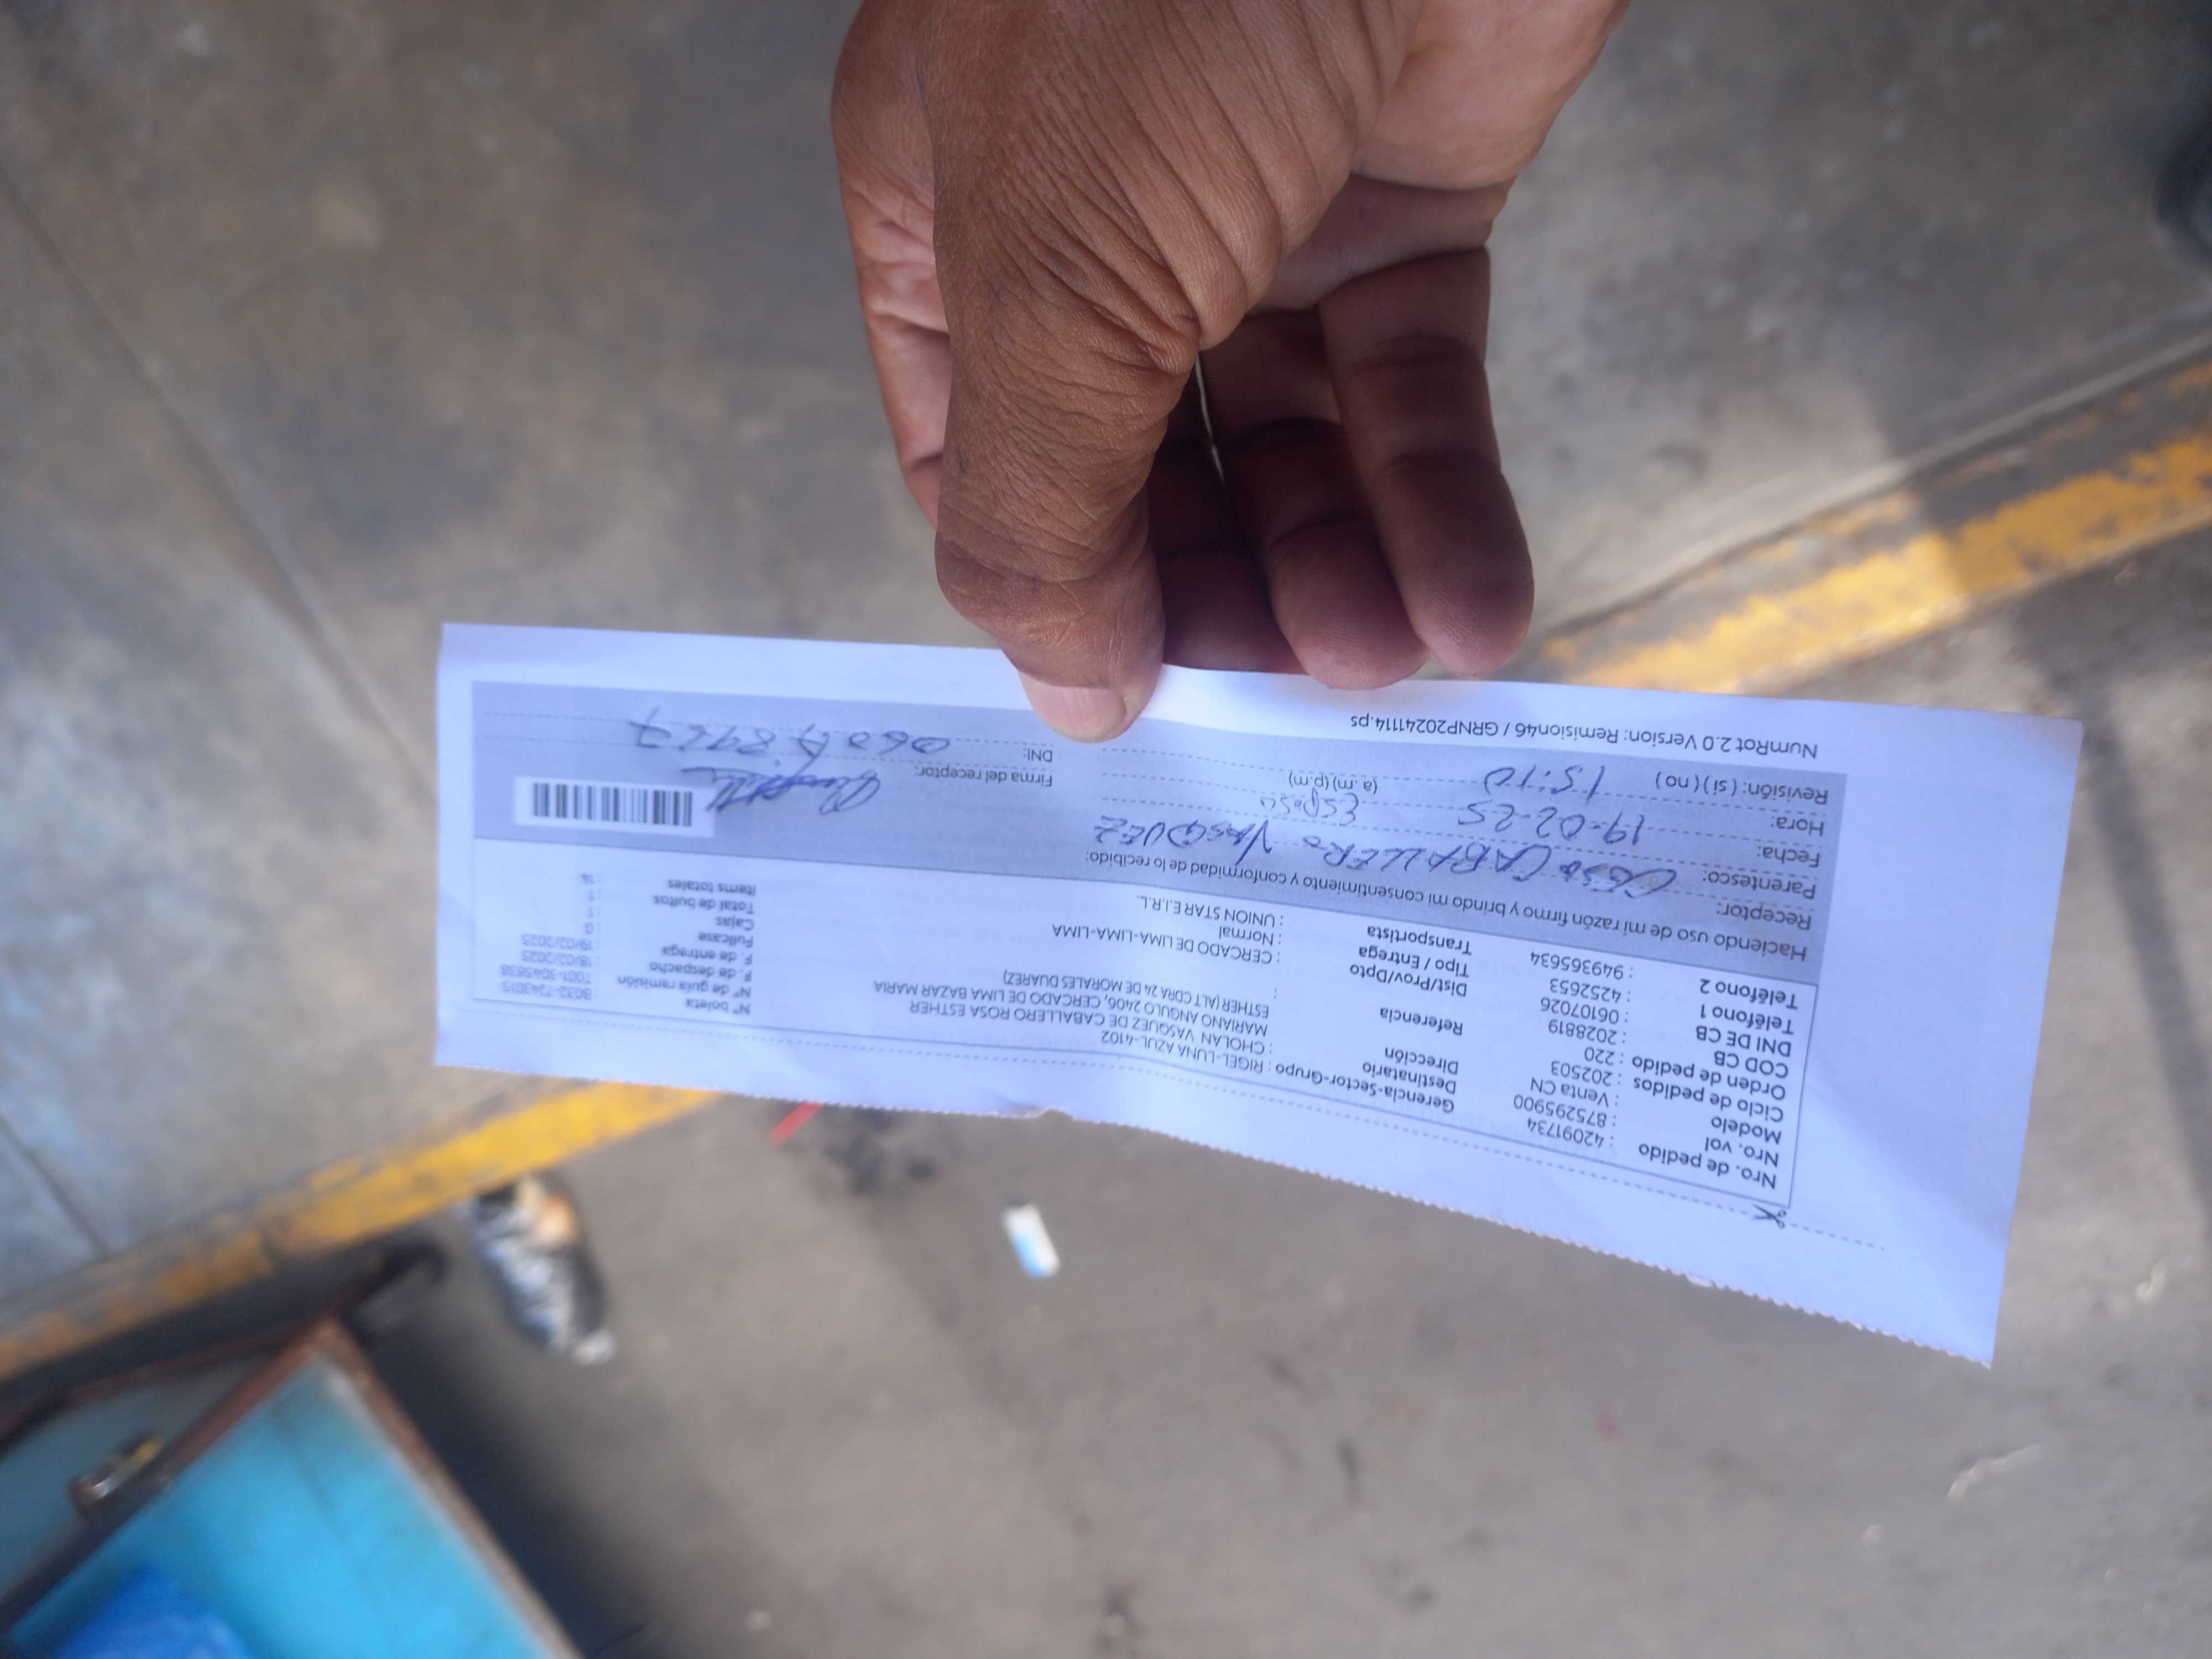 Nro. de pedido : 42091734
Nro. vol : 875295900
Modelo : Venta CN
Ciclo de pedidos : 202503
Orden de pedido : 220
COD CB : 2028819
DNI DE CB : 06107026
Teléfono 1 : 4252653
Teléfono 2 : 949365634
Gerencia-Sector-Grupo : RIGEL-LUNA AZUL-4102
Destinatario : CHOLAN VASQUEZ DE CABALLERO ROSA ESTHER
Dirección MARIANO ANGULO 2406, CERCADO DE LIMA BAZAR MARIA
ESTHER (ALT CDRA 24 DE MORALES DUAREZ)
Referencia :
Dist/Prov/Dpto : CERCADO DE LIMA-LIMA-LIMA
Tipo / Entrega : Normal
Transportista : UNION STAR E.I.R.L.
N° boleta
N° de guía remisión
F. de despacho : 18/02/2025
F. de entrega : 19/02/2025
Fullcase : 0
Cajas : 1
Total de bultos : 1
Items totales
Haciendo uso de mi razón firmo y brindo mi consentimiento y conformidad de lo recibido:
Receptor: CABALLERO VASQUEZ
Parentesco: Esposo
Fecha: 19-02-25
Hora: 15:10 (a.m) (p.m)
Revisión: ( si ) ( no )
Firma del receptor:
DNI:
NumRot 2.0 Version: Remision46 / GRNP20241114.ps